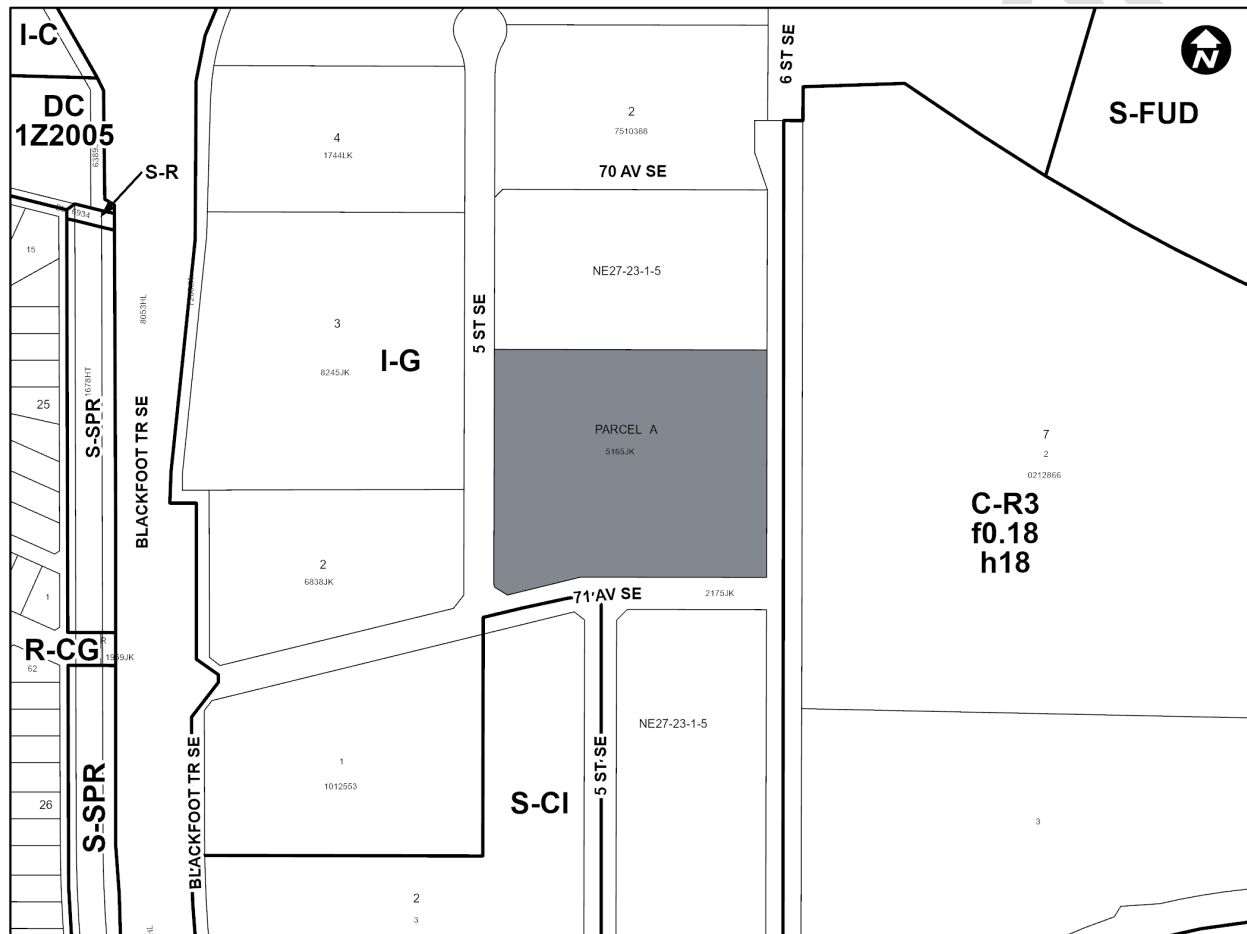 I-C
6 ST SE
N
DC
1Z2005
S-FUD
2
7510388
4
1744LK
70 AV SE
S-R
6934
15
NE27-23-1-5
8053HL
5 ST SE
3
8245JK
I-G
1678HT
S-SPR
25
BLACKFOOT TR SE
PARCEL A
5165JK
7
2
0212866
C-R3
f0.18
h18
2
6838JK
1
71 AV SE
2175JK
R-CG
R
1959JK
62
NE27-23-1-5
1
1012553
S-SPR
BLACKFOOT TR SE
5 ST SE
S-CI
26
3
2
3
HL